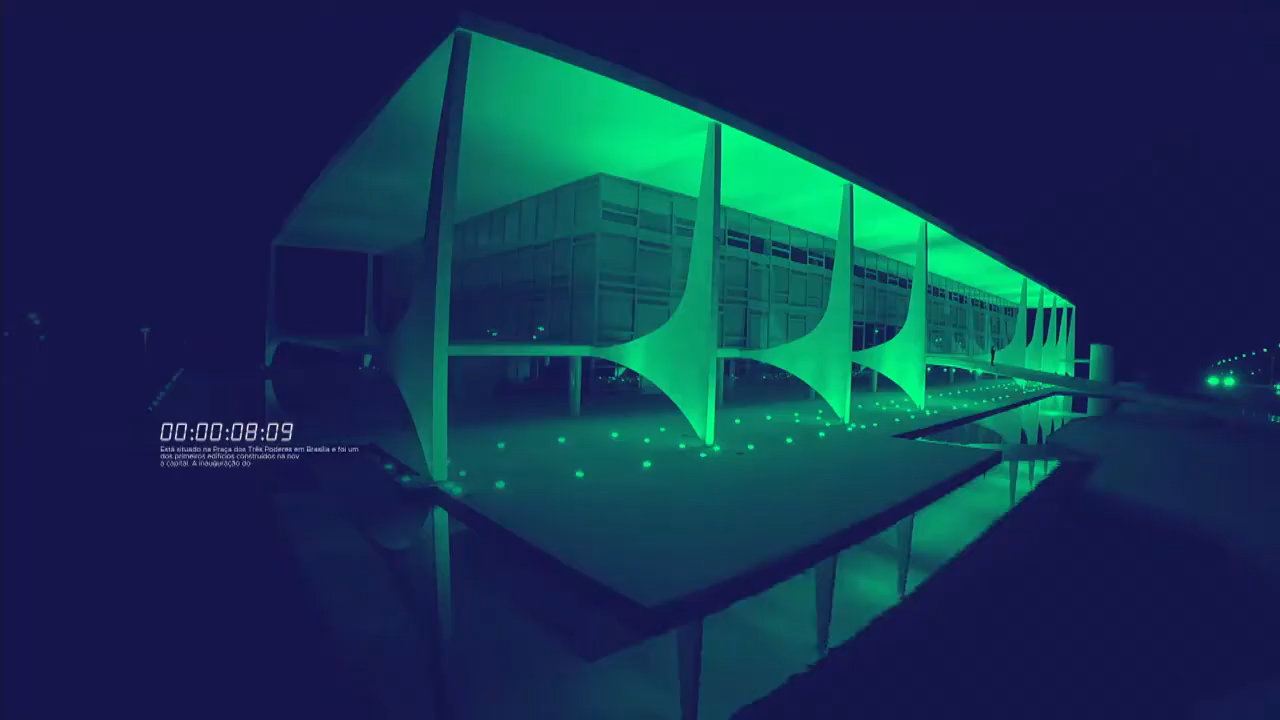 00:00:08:09
Está situado na Praça dos Três Poderes em Brasília e foi um
dos primeiros edifícios construídos na nov
a capital. A inauguração do